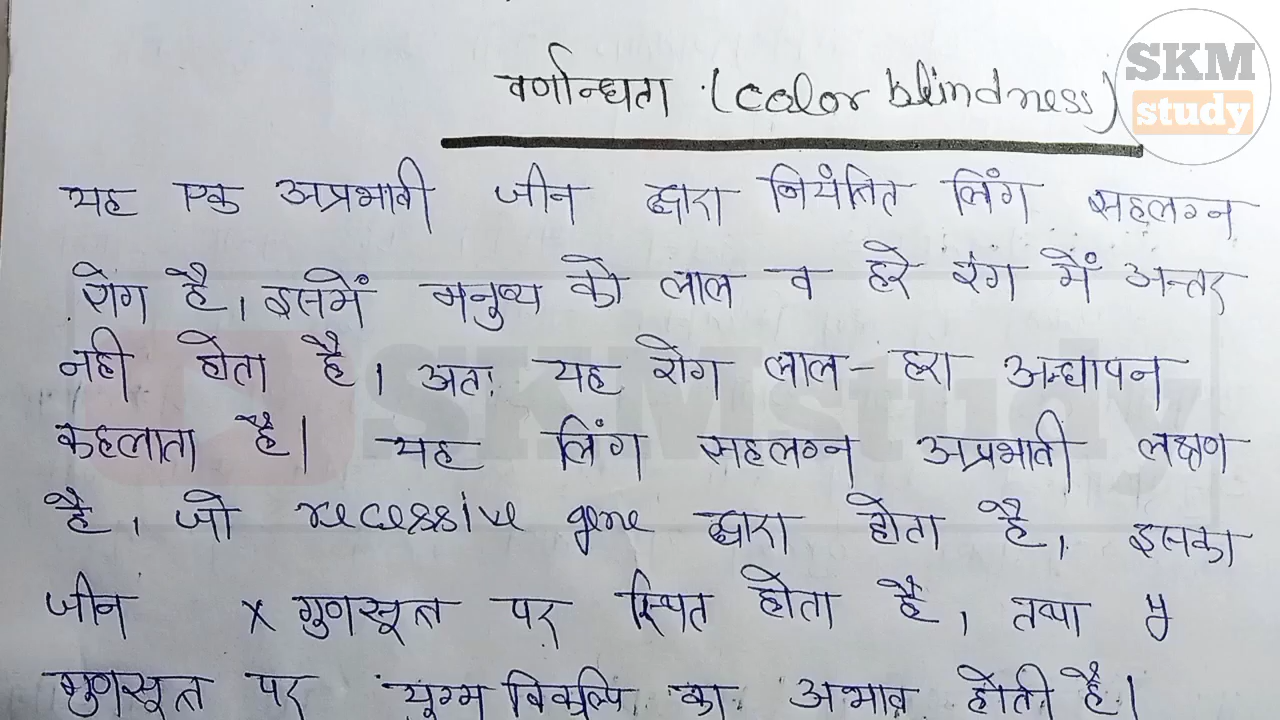 वर्णान्धता (color blindness)
SKM
study
यह एक अप्रभावी जीन द्वारा नियंत्रित लिंग सहलग्न
रोग है, इसमें मनुष्य को लाल व हरे रंग में अन्तर
नही होता है, अतः यह रोग लाल-हरा अन्धापन
कहलाता है। यह लिंग सहलग्न अप्रभावी लक्षण
है, जो recessive gene द्वारा होता है, इसका
जीन X गुणसूत्र पर स्थित होता है, तथा y
गुणसूत्र पर युग्म विकल्पि का अभाव होती है।
SKMstudy